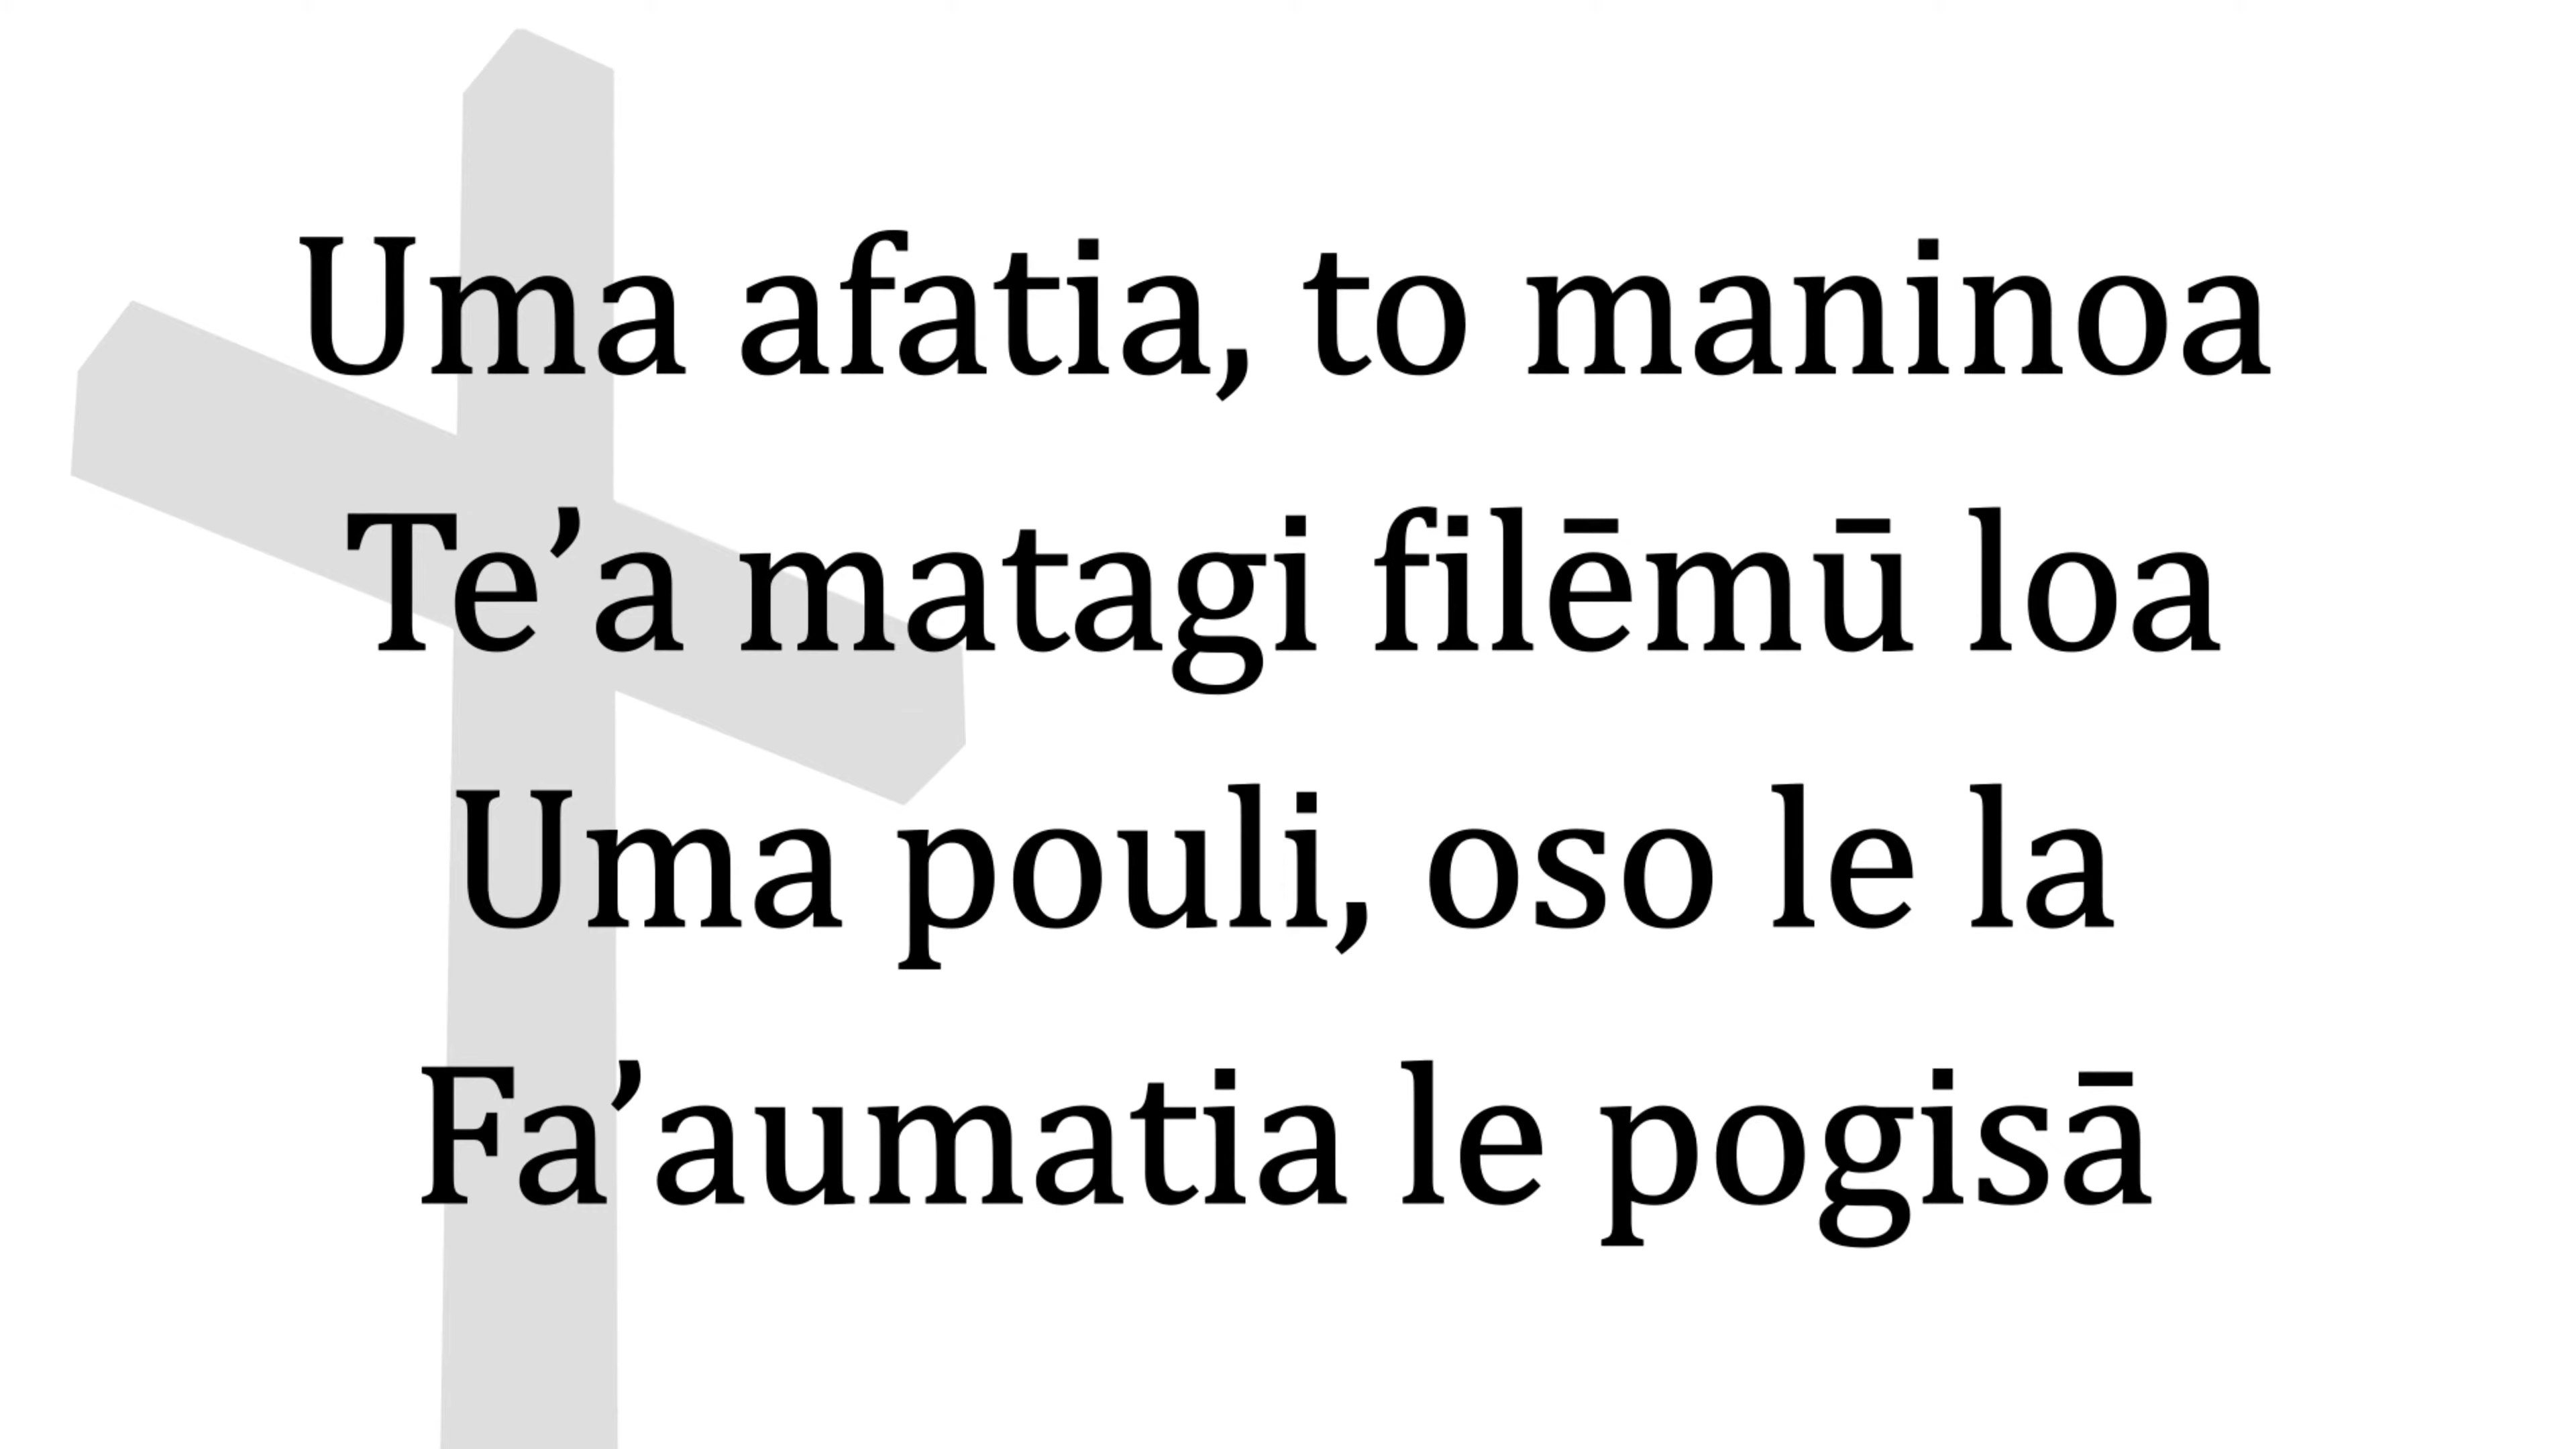 Uma afatia, to maninoa
Te’a matagi filēmū loa
Uma pouli, oso le la
Fa’aumatia le pogisā